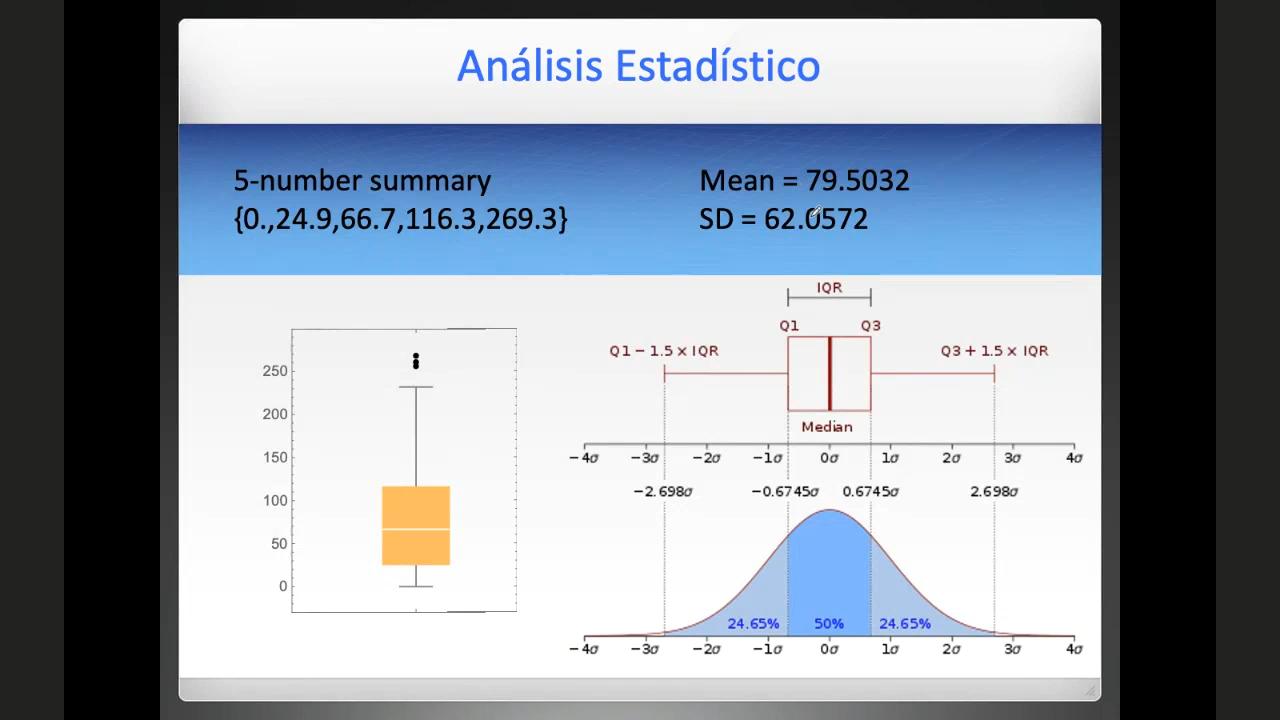 Análisis Estadístico
5-number summary
{0.,24.9,66.7,116.3,269.3}
Mean = 79.5032
SD = 62.0572
250
200
150
100
50
0
IQR
Q1 Q3
Q1 − 1.5 × IQR Q3 + 1.5 × IQR
Median
−4σ −3σ −2σ −1σ 0σ 1σ 2σ 3σ 4σ
−2.698σ −0.6745σ 0.6745σ 2.698σ
24.65% 50% 24.65%
−4σ −3σ −2σ −1σ 0σ 1σ 2σ 3σ 4σ